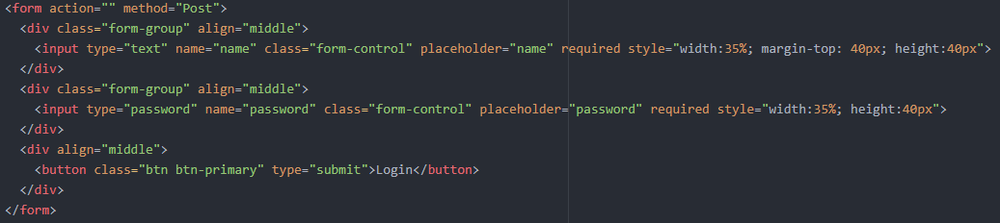 <form action="" method="Post">
<div class="form-group" align="middle">
<input type="text" name="name" class="form-control" placeholder="name" required style="width:35%; margin-top: 40px; height:40px">
</div>
<div class="form-group" align="middle">
<input type="password" name="password" class="form-control" placeholder="password" required style="width:35%; height:40px">
</div>
<div align="middle">
<button class="btn btn-primary" type="submit">Login</button>
</div>
</form>